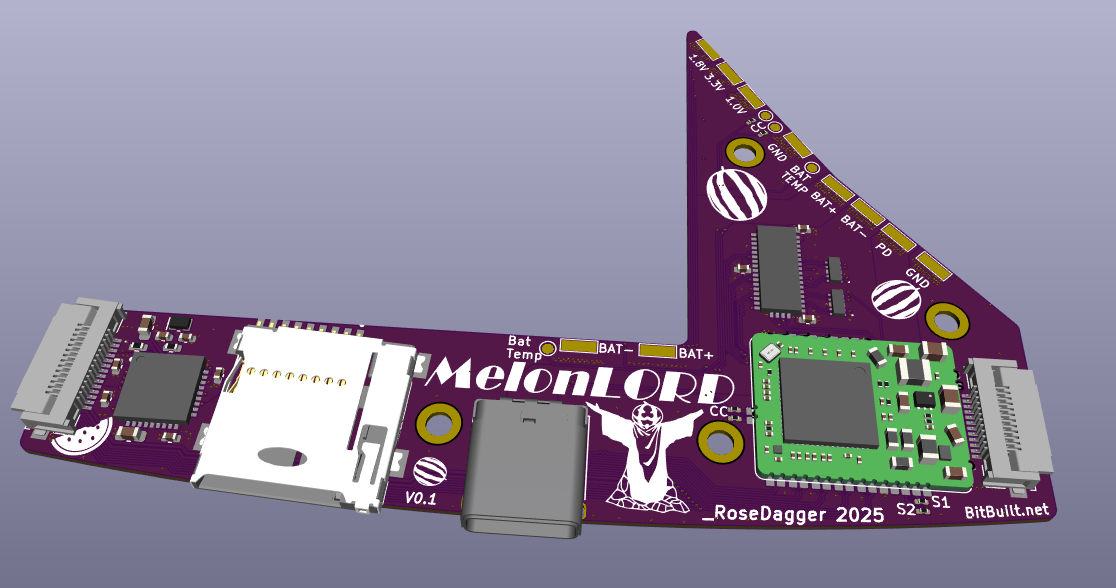 1.8V
3.3V
1.0V
GND
BAT
TEMP
BAT+
BAT-
PD
GND
Bat
Temp
BAT-
BAT+
MelonLORD
CC
V0.1
_RoseDagger 2025
S2
S1
BitBuilt.net